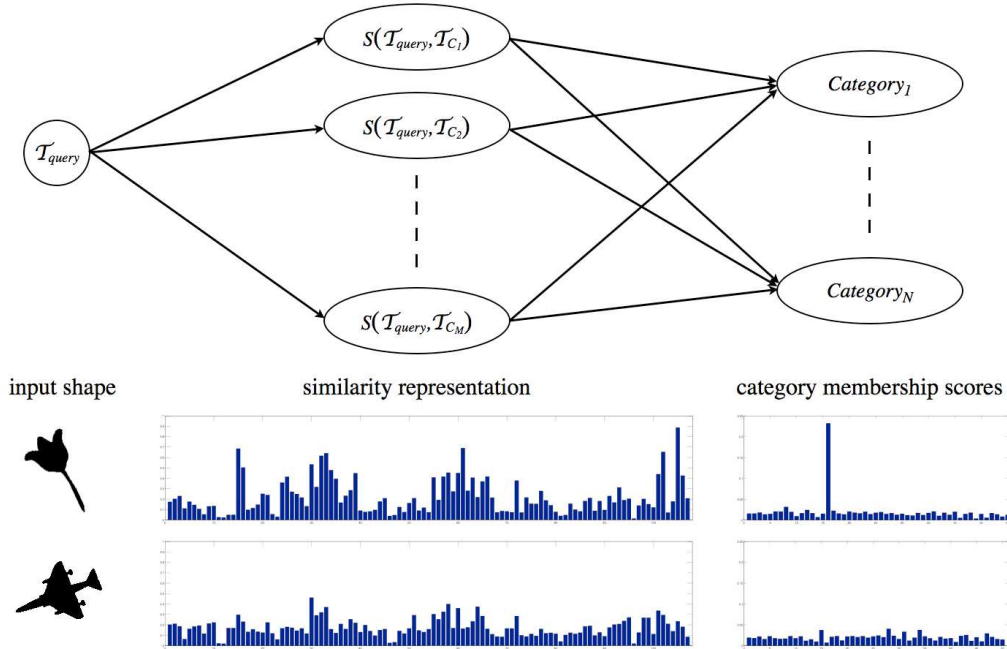 S(T_query, T_C1)
Category_1
S(T_query, T_C2)
T_query
Category_N
S(T_query, T_CM)
input shape
similarity representation
category membership scores